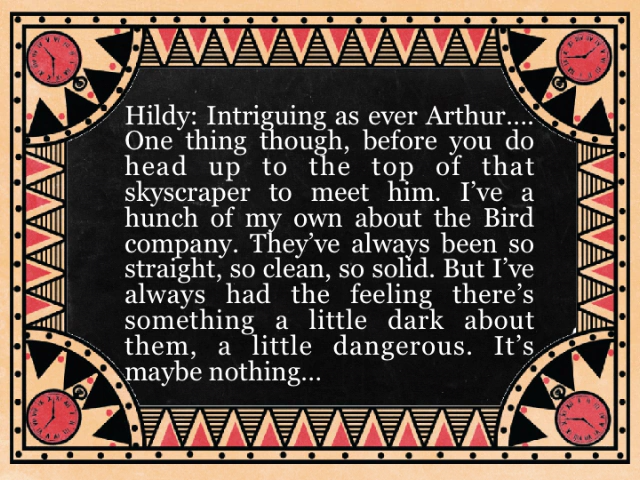 Hildy: Intriguing as ever Arthur....
One thing though, before you do
head up to the top of that
skyscraper to meet him. I’ve a
hunch of my own about the Bird
company. They’ve always been so
straight, so clean, so solid. But I’ve
always had the feeling there’s
something a little dark about
them, a little dangerous. It’s
maybe nothing...